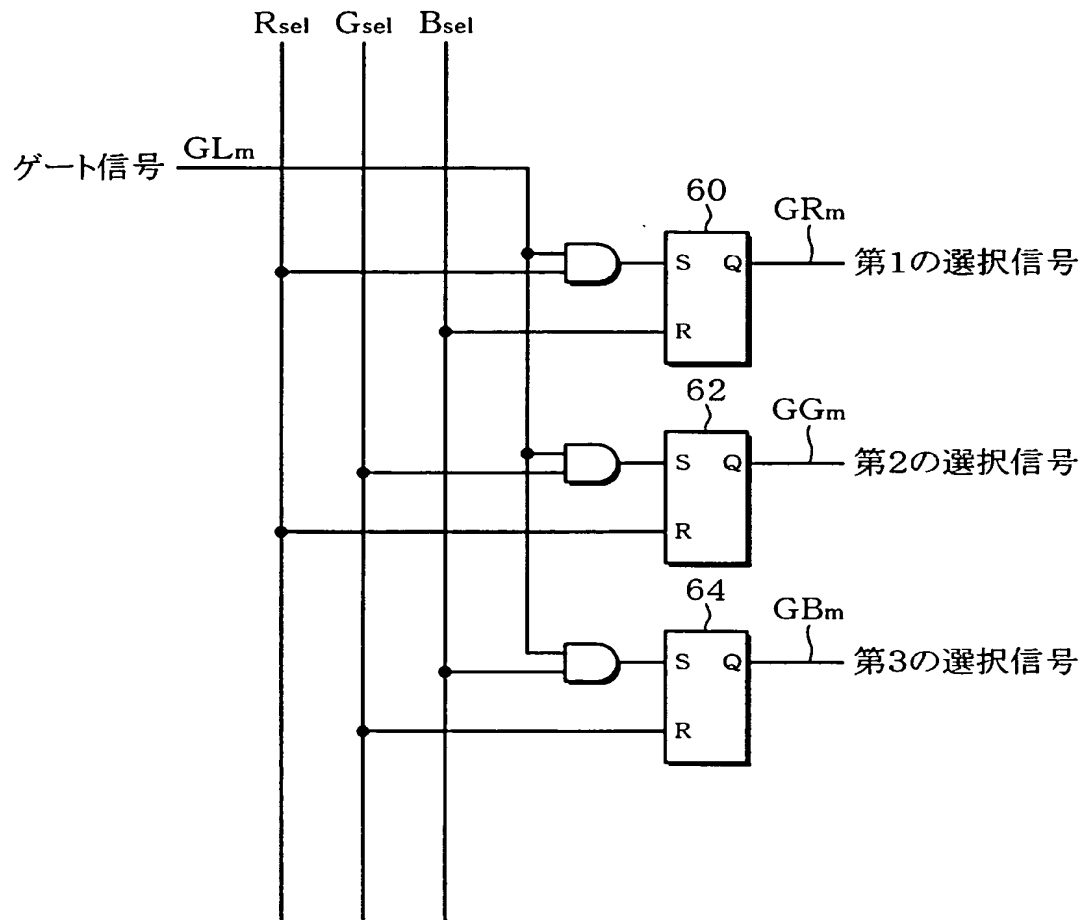 Rsel Gsel Bsel
GLm
ゲート信号
60
GRm
S Q
第1の選択信号
R
62
GGm
S Q
第2の選択信号
R
64
GBm
S Q
第3の選択信号
R